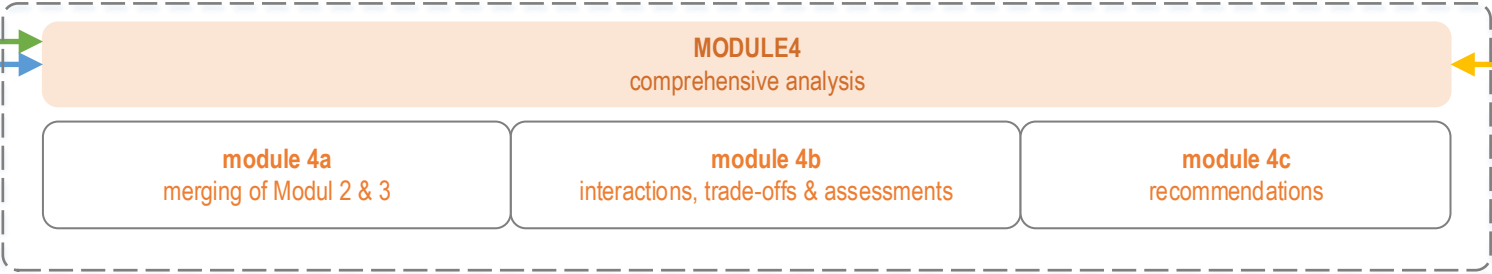 MODULE4
comprehensive analysis
module 4a
merging of Modul 2 & 3
module 4b
interactions, trade-offs & assessments
module 4c
recommendations